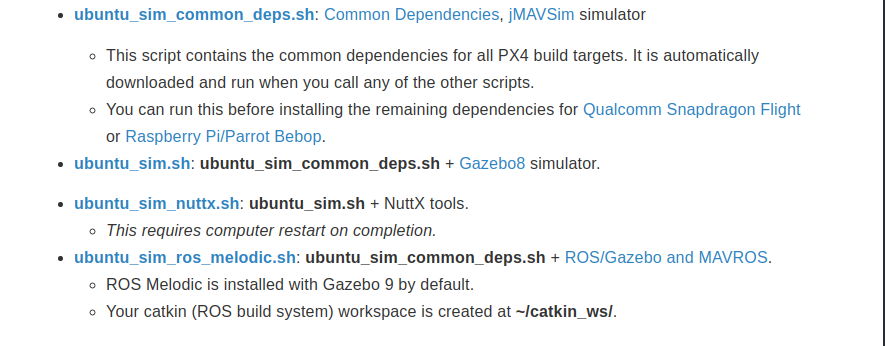 ubuntu_sim_common_deps.sh: Common Dependencies, jMAVSim simulator
This script contains the common dependencies for all PX4 build targets. It is automatically
downloaded and run when you call any of the other scripts.
You can run this before installing the remaining dependencies for Qualcomm Snapdragon Flight
or Raspberry Pi/Parrot Bebop.
ubuntu_sim.sh: ubuntu_sim_common_deps.sh + Gazebo8 simulator.
ubuntu_sim_nuttx.sh: ubuntu_sim.sh + NuttX tools.
This requires computer restart on completion.
ubuntu_sim_ros_melodic.sh: ubuntu_sim_common_deps.sh + ROS/Gazebo and MAVROS.
ROS Melodic is installed with Gazebo 9 by default.
Your catkin (ROS build system) workspace is created at ~/catkin_ws/.